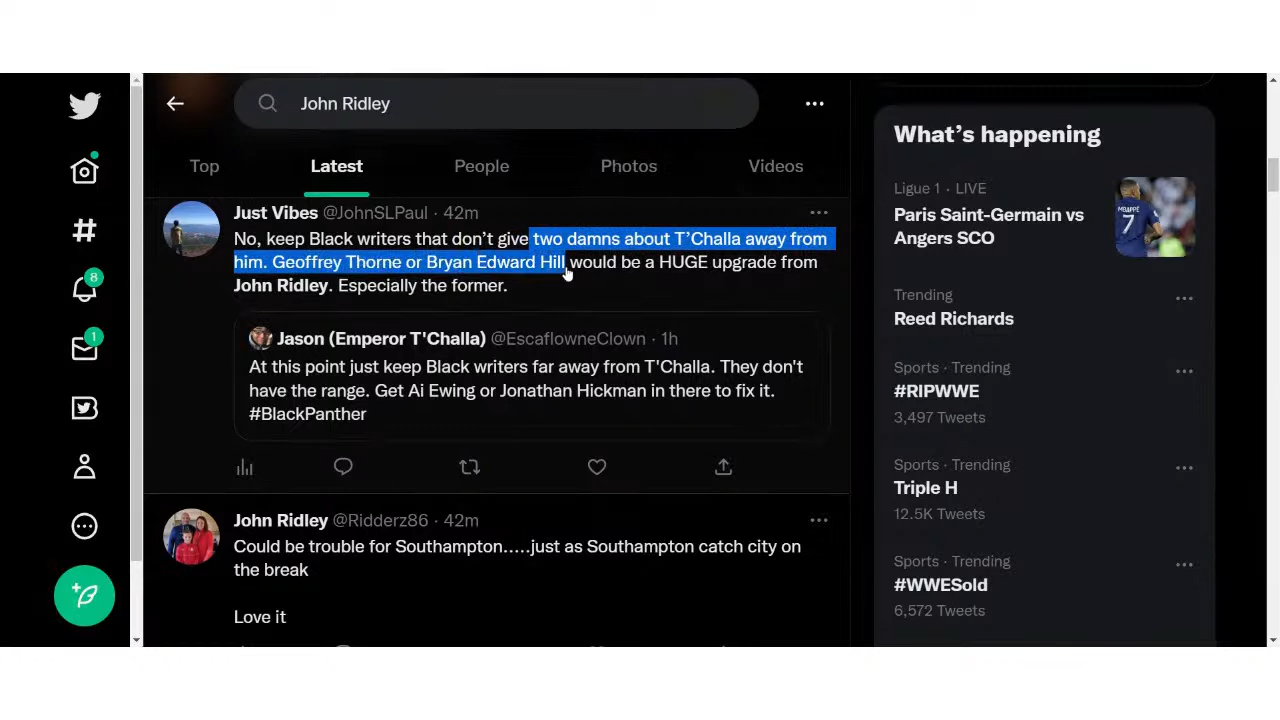 John Ridley
Top
Latest
People
Photos
Videos
Just Vibes @JohnSLPaul · 42m
No, keep Black writers that don’t give two damns about T’Challa away from
him. Geoffrey Thorne or Bryan Edward Hill would be a HUGE upgrade from
John Ridley. Especially the former.
Jason (Emperor T'Challa) @EscaflowneClown · 1h
At this point just keep Black writers far away from T'Challa. They don't
have the range. Get Ai Ewing or Jonathan Hickman in there to fix it.
#BlackPanther
John Ridley @Ridderz86 · 42m
Could be trouble for Southampton.....just as Southampton catch city on
the break
Love it
8
1
What’s happening
Ligue 1 · LIVE
Paris Saint-Germain vs
Angers SCO
MBAPPÉ
7
Trending
Reed Richards
Sports · Trending
#RIPWWE
3,497 Tweets
Sports · Trending
Triple H
12.5K Tweets
Sports · Trending
#WWESold
6,572 Tweets